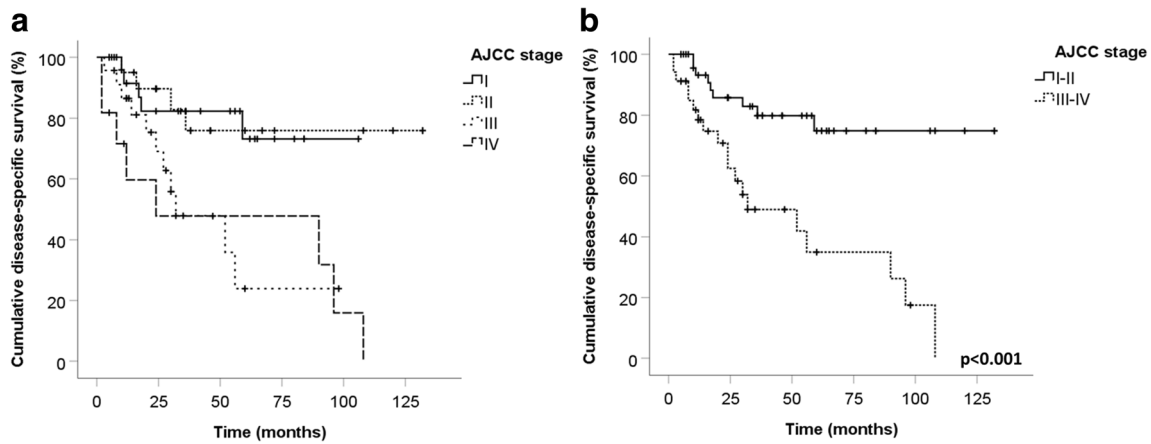 a
Cumulative disease-specific survival (%)
100
80
60
40
20
0
0 25 50 75 100 125
Time (months)
AJCC stage
I
II
III
IV
b
Cumulative disease-specific survival (%)
100
80
60
40
20
0
0 25 50 75 100 125
Time (months)
AJCC stage
I-II
III-IV
p<0.001